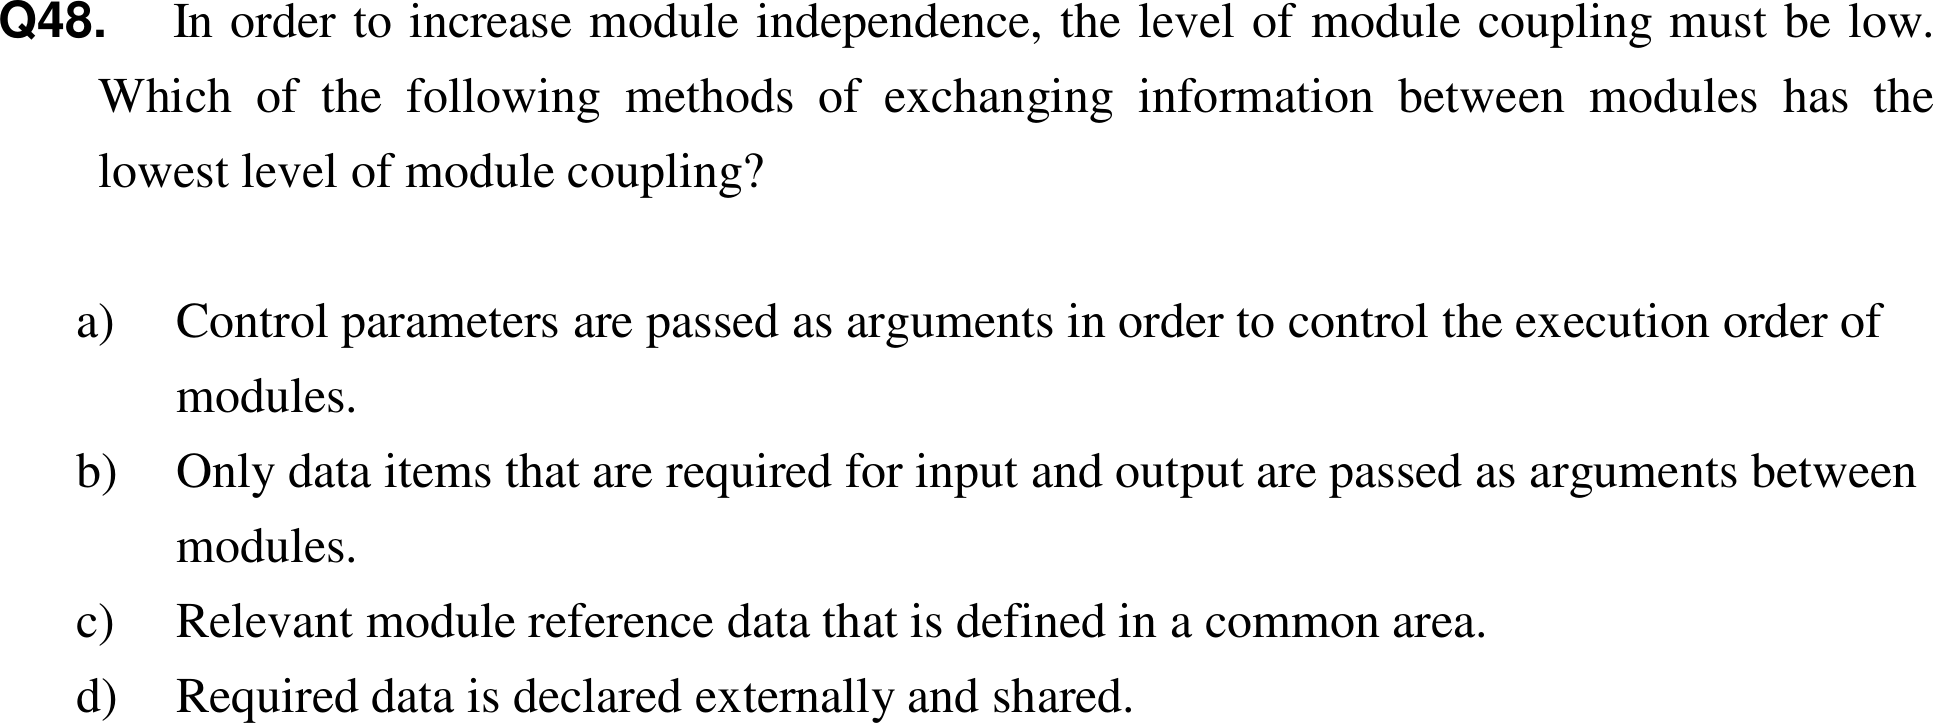 Q48. In order to increase module independence, the level of module coupling must be low.
Which of the following methods of exchanging information between modules has the
lowest level of module coupling?
a) Control parameters are passed as arguments in order to control the execution order of
modules.
b) Only data items that are required for input and output are passed as arguments between
modules.
c) Relevant module reference data that is defined in a common area.
d) Required data is declared externally and shared.